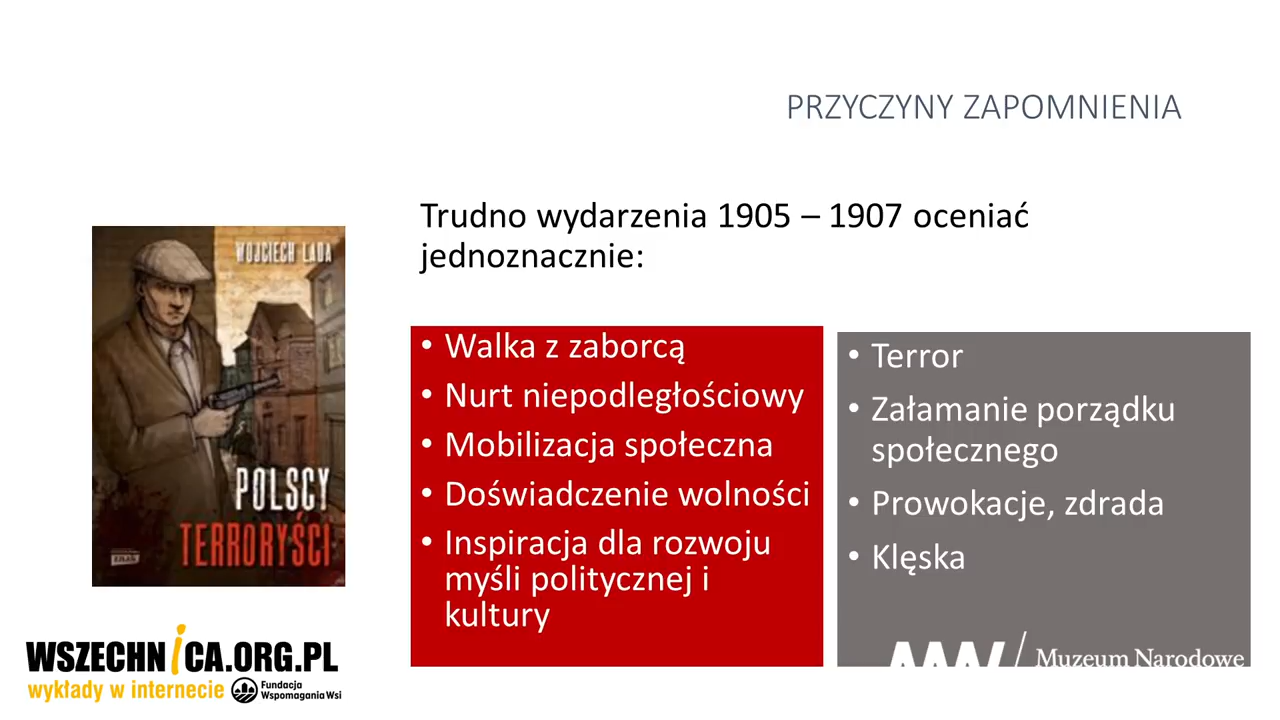 PRZYCZYNY ZAPOMNIENIA
Trudno wydarzenia 1905 – 1907 oceniać
jednoznacznie:
WOJCIECH LADA
POLSCY
TERRORYŚCI
ZNAK
• Walka z zaborcą
• Nurt niepodległościowy
• Mobilizacja społeczna
• Doświadczenie wolności
• Inspiracja dla rozwoju
myśli politycznej i
kultury
• Terror
• Załamanie porządku
społecznego
• Prowokacje, zdrada
• Klęska
WSZECHNiCA.ORG.PL
wykłady w internecie
Fundacja
Wspomagania Wsi
Muzeum Narodowe